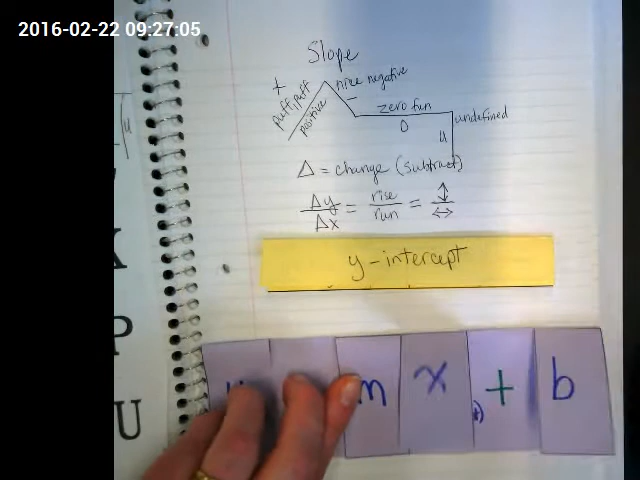 2016-02-22 09:27:05
Slope
+
puff, puff
positive
nice negative
−
zero fun
0
undefined
u
Δ = change (subtract)
Δy/Δx = rise/run = ↕/↔
y-intercept
m x + b
P
U